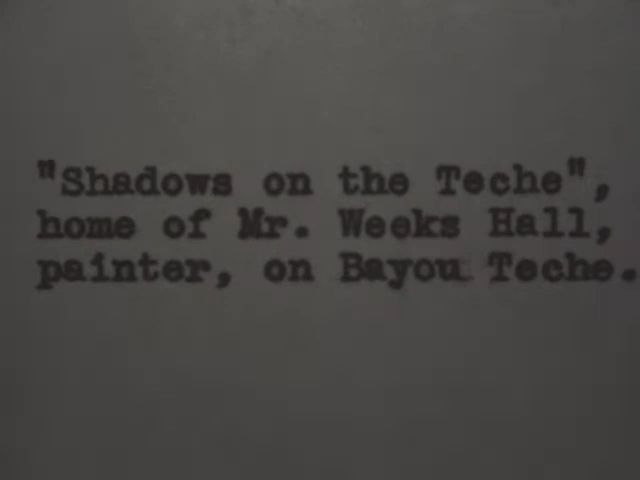 "Shadows on the Teche",
home of Mr. Weeks Hall,
painter, on Bayou Teche.